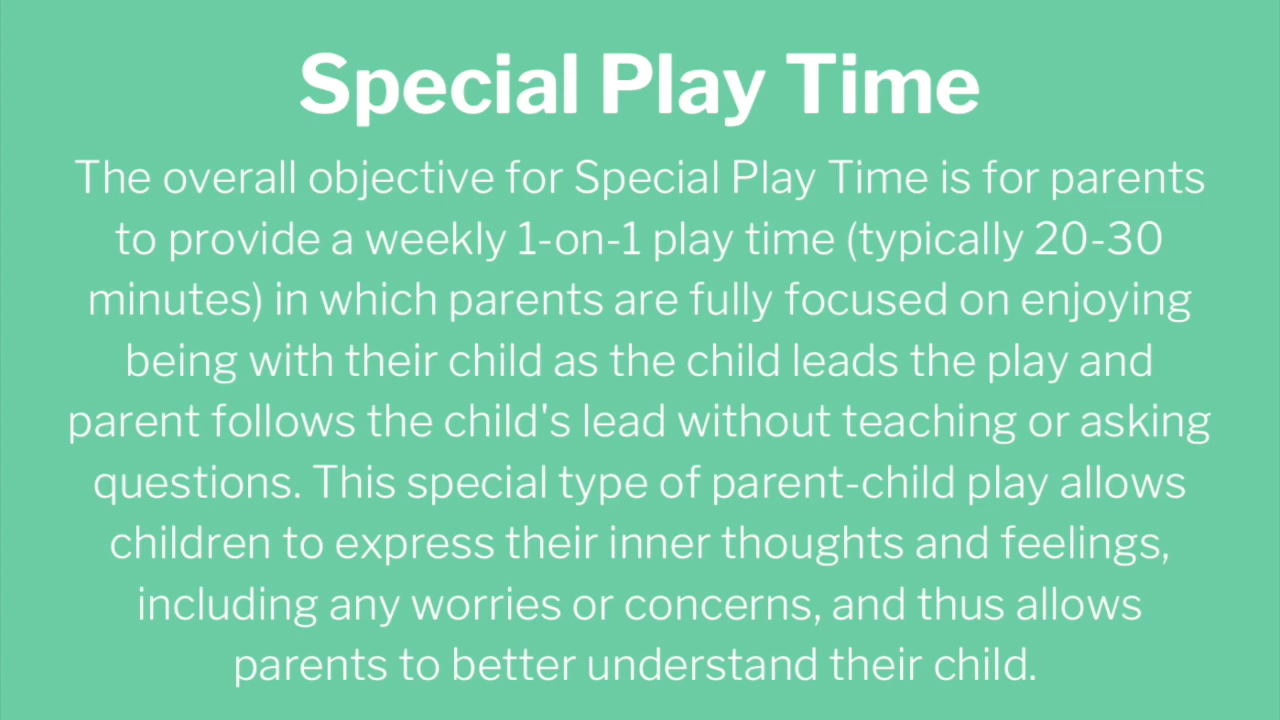 Special Play Time
The overall objective for Special Play Time is for parents
to provide a weekly 1-on-1 play time (typically 20-30
minutes) in which parents are fully focused on enjoying
being with their child as the child leads the play and
parent follows the child's lead without teaching or asking
questions. This special type of parent-child play allows
children to express their inner thoughts and feelings,
including any worries or concerns, and thus allows
parents to better understand their child.